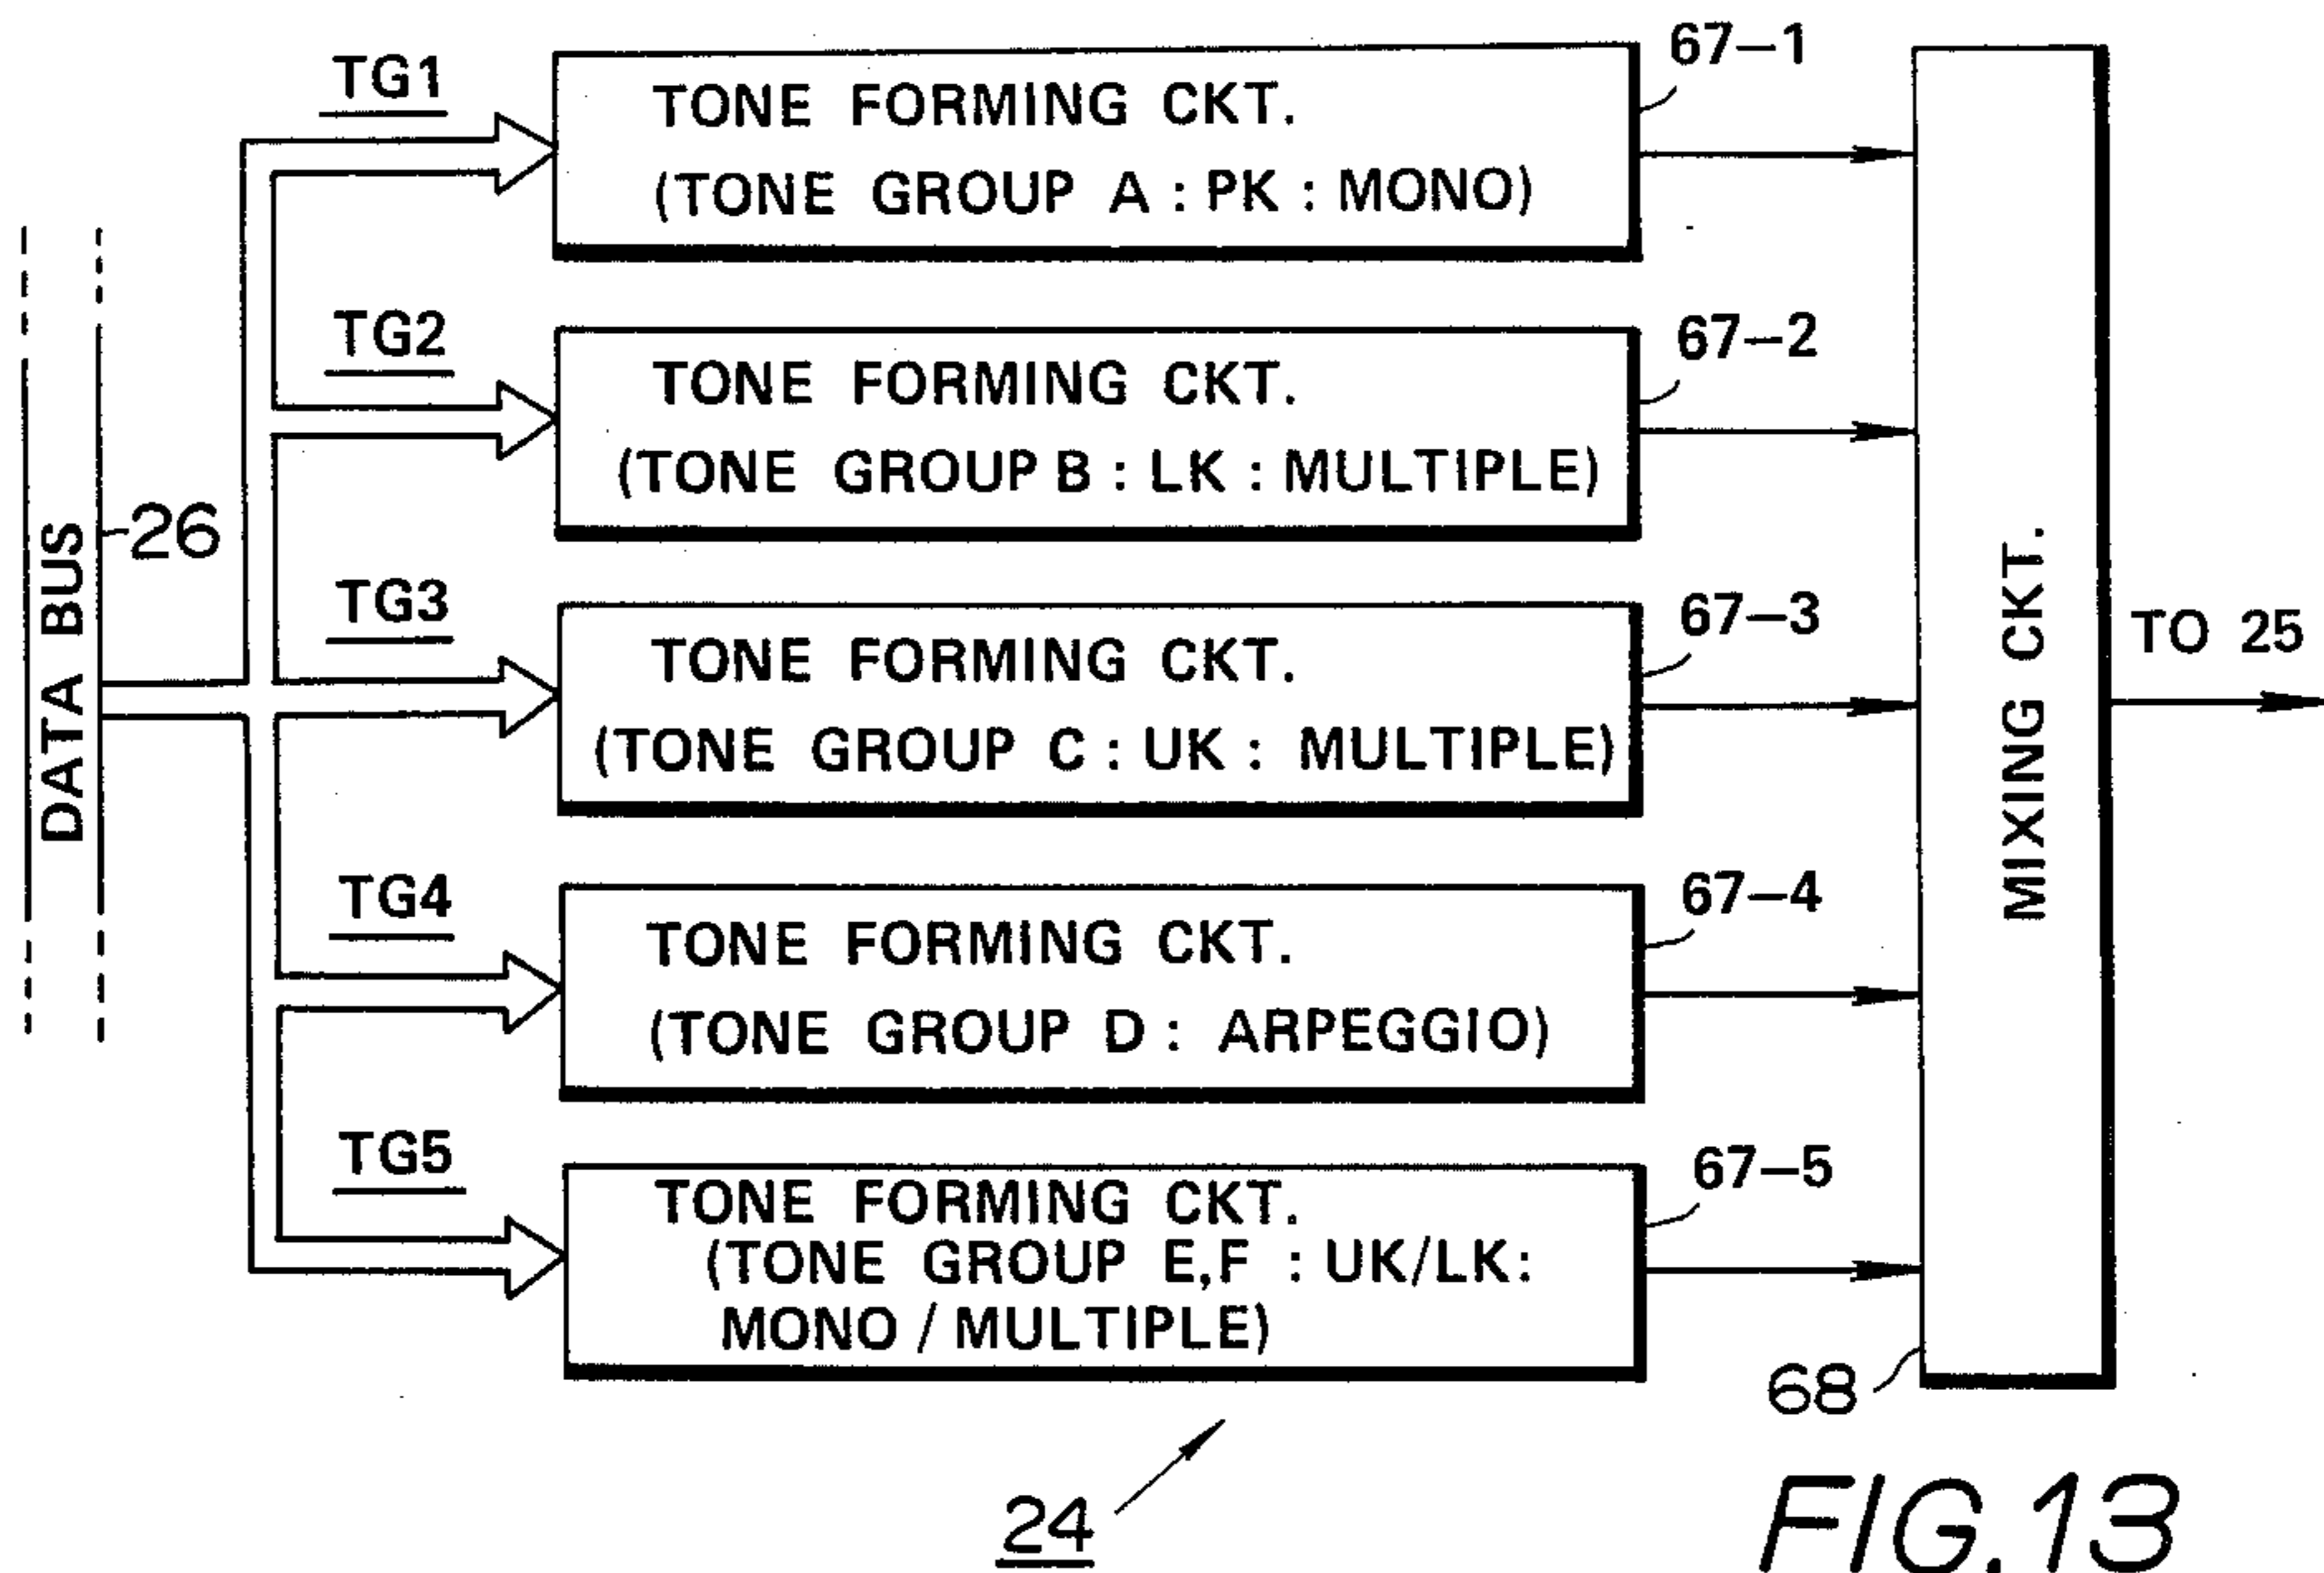 DATA BUS
26
TG1
TONE FORMING CKT.
(TONE GROUP A : PK : MONO)
67-1
TG2
TONE FORMING CKT.
(TONE GROUP B : LK : MULTIPLE)
67-2
TG3
TONE FORMING CKT.
(TONE GROUP C : UK : MULTIPLE)
67-3
TG4
TONE FORMING CKT.
(TONE GROUP D : ARPEGGIO)
67-4
TG5
TONE FORMING CKT.
(TONE GROUP E,F : UK/LK:
MONO / MULTIPLE)
67-5
MIXING CKT.
68
TO 25
24
FIG.13